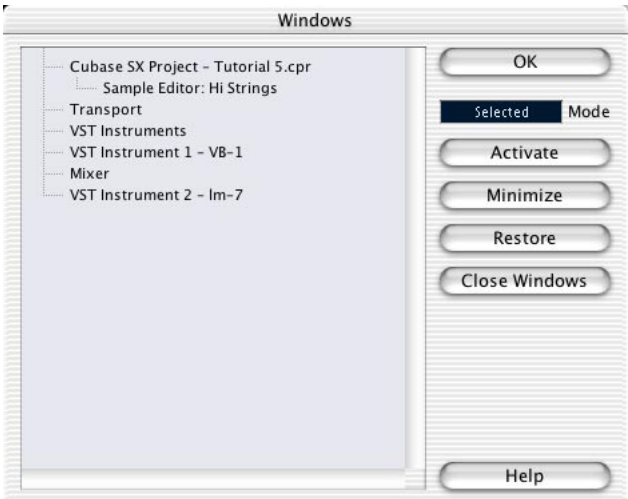 Windows
Cubase SX Project – Tutorial 5.cpr
Sample Editor: Hi Strings
Transport
VST Instruments
VST Instrument 1 – VB-1
Mixer
VST Instrument 2 – lm-7
OK
Selected Mode
Activate
Minimize
Restore
Close Windows
Help